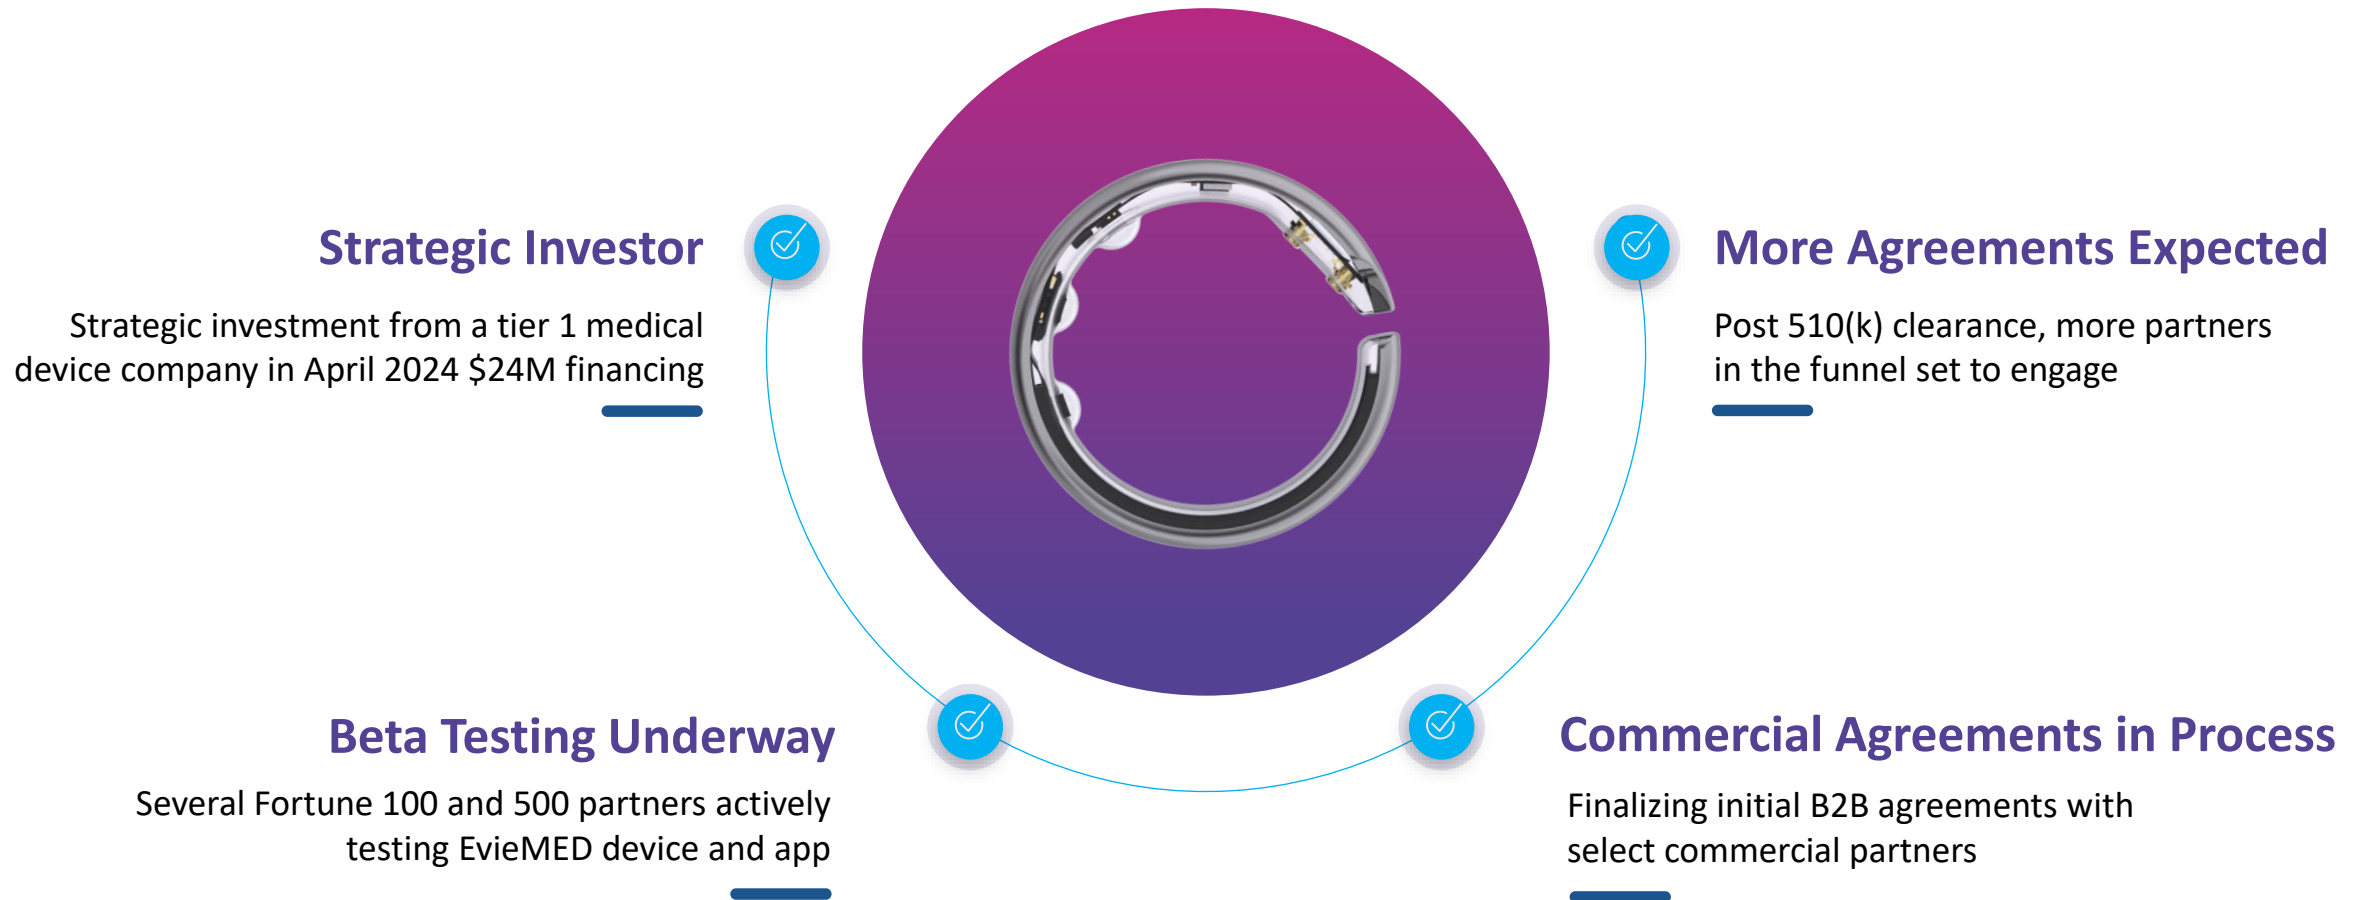 Strategic Investor
Strategic investment from a tier 1 medical
device company in April 2024 $24M financing
Beta Testing Underway
Several Fortune 100 and 500 partners actively
testing EvieMED device and app
More Agreements Expected
Post 510(k) clearance, more partners
in the funnel set to engage
Commercial Agreements in Process
Finalizing initial B2B agreements with
select commercial partners